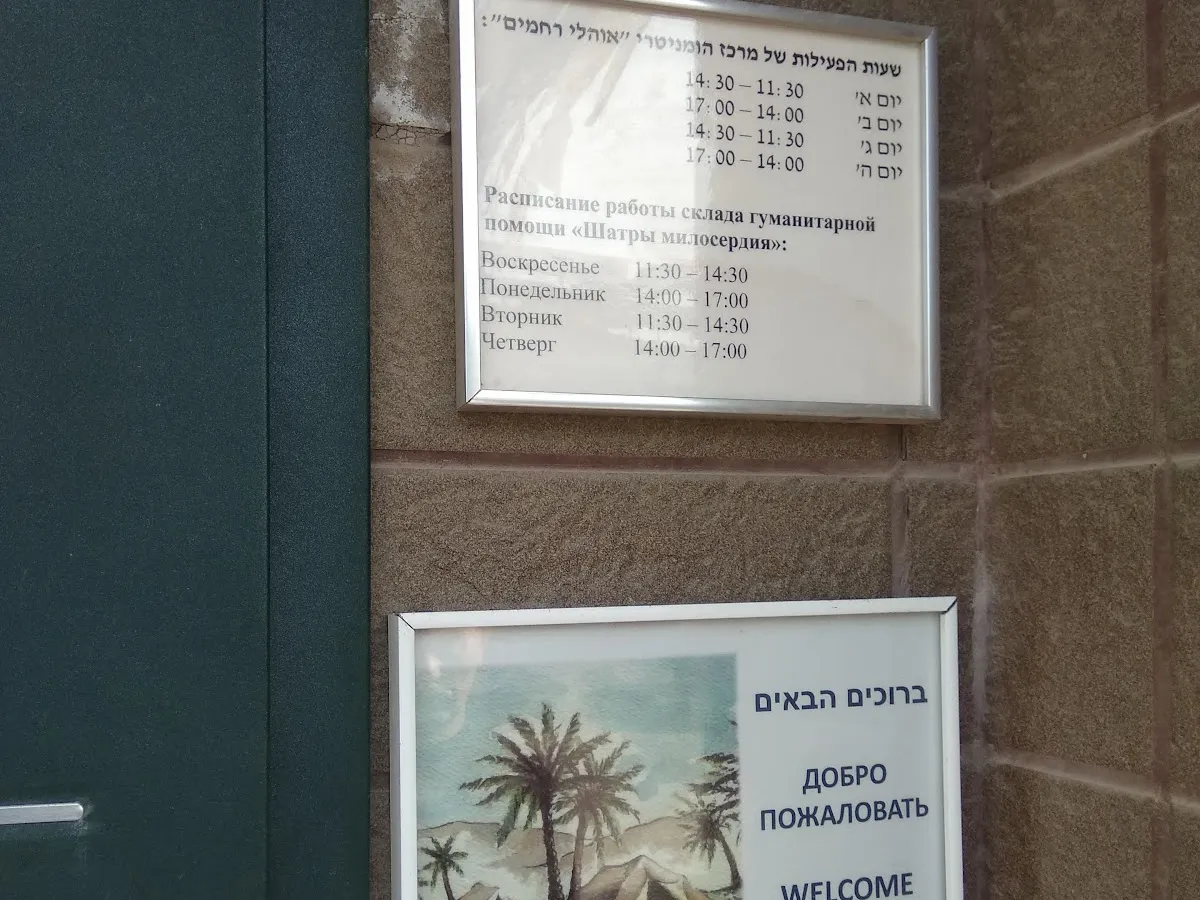 שעות הפעילות של מרכז הומניטרי "אוהלי רחמים":
יום א' 11:30 – 14:30
יום ב' 14:00 – 17:00
יום ג' 11:30 – 14:30
יום ה' 14:00 – 17:00
Расписание работы склада гуманитарной
помощи «Шатры милосердия»:
Воскресенье 11:30 – 14:30
Понедельник 14:00 – 17:00
Вторник 11:30 – 14:30
Четверг 14:00 – 17:00
ברוכים הבאים
ДОБРО
ПОЖАЛОВАТЬ
WELCOME